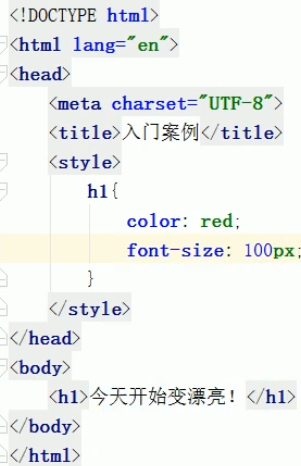 <!DOCTYPE html>
<html lang="en">
<head>
    <meta charset="UTF-8">
    <title>入门案例</title>
    <style>
        h1{
            color: red;
            font-size: 100px;
        }
    </style>
</head>
<body>
    <h1>今天开始变漂亮！</h1>
</body>
</html>